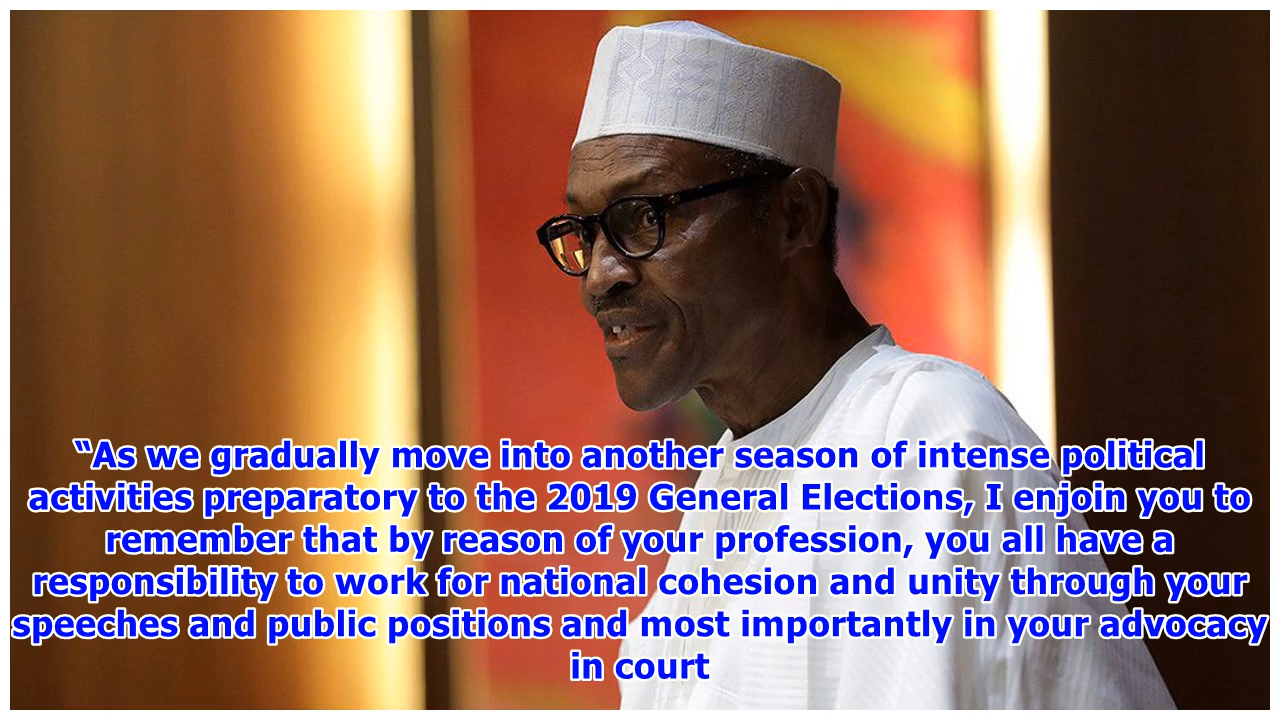 “As we gradually move into another season of intense political
activities preparatory to the 2019 General Elections, I enjoin you to
remember that by reason of your profession, you all have a
responsibility to work for national cohesion and unity through your
speeches and public positions and most importantly in your advocacy
in court